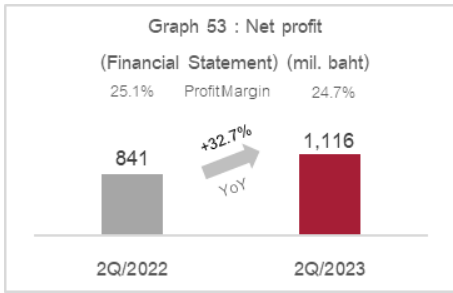 Graph 53 : Net profit
(Financial Statement) (mil. baht)
25.1% ProfitMargin 24.7%
+32.7%
841 1,116
YoY
2Q/2022 2Q/2023